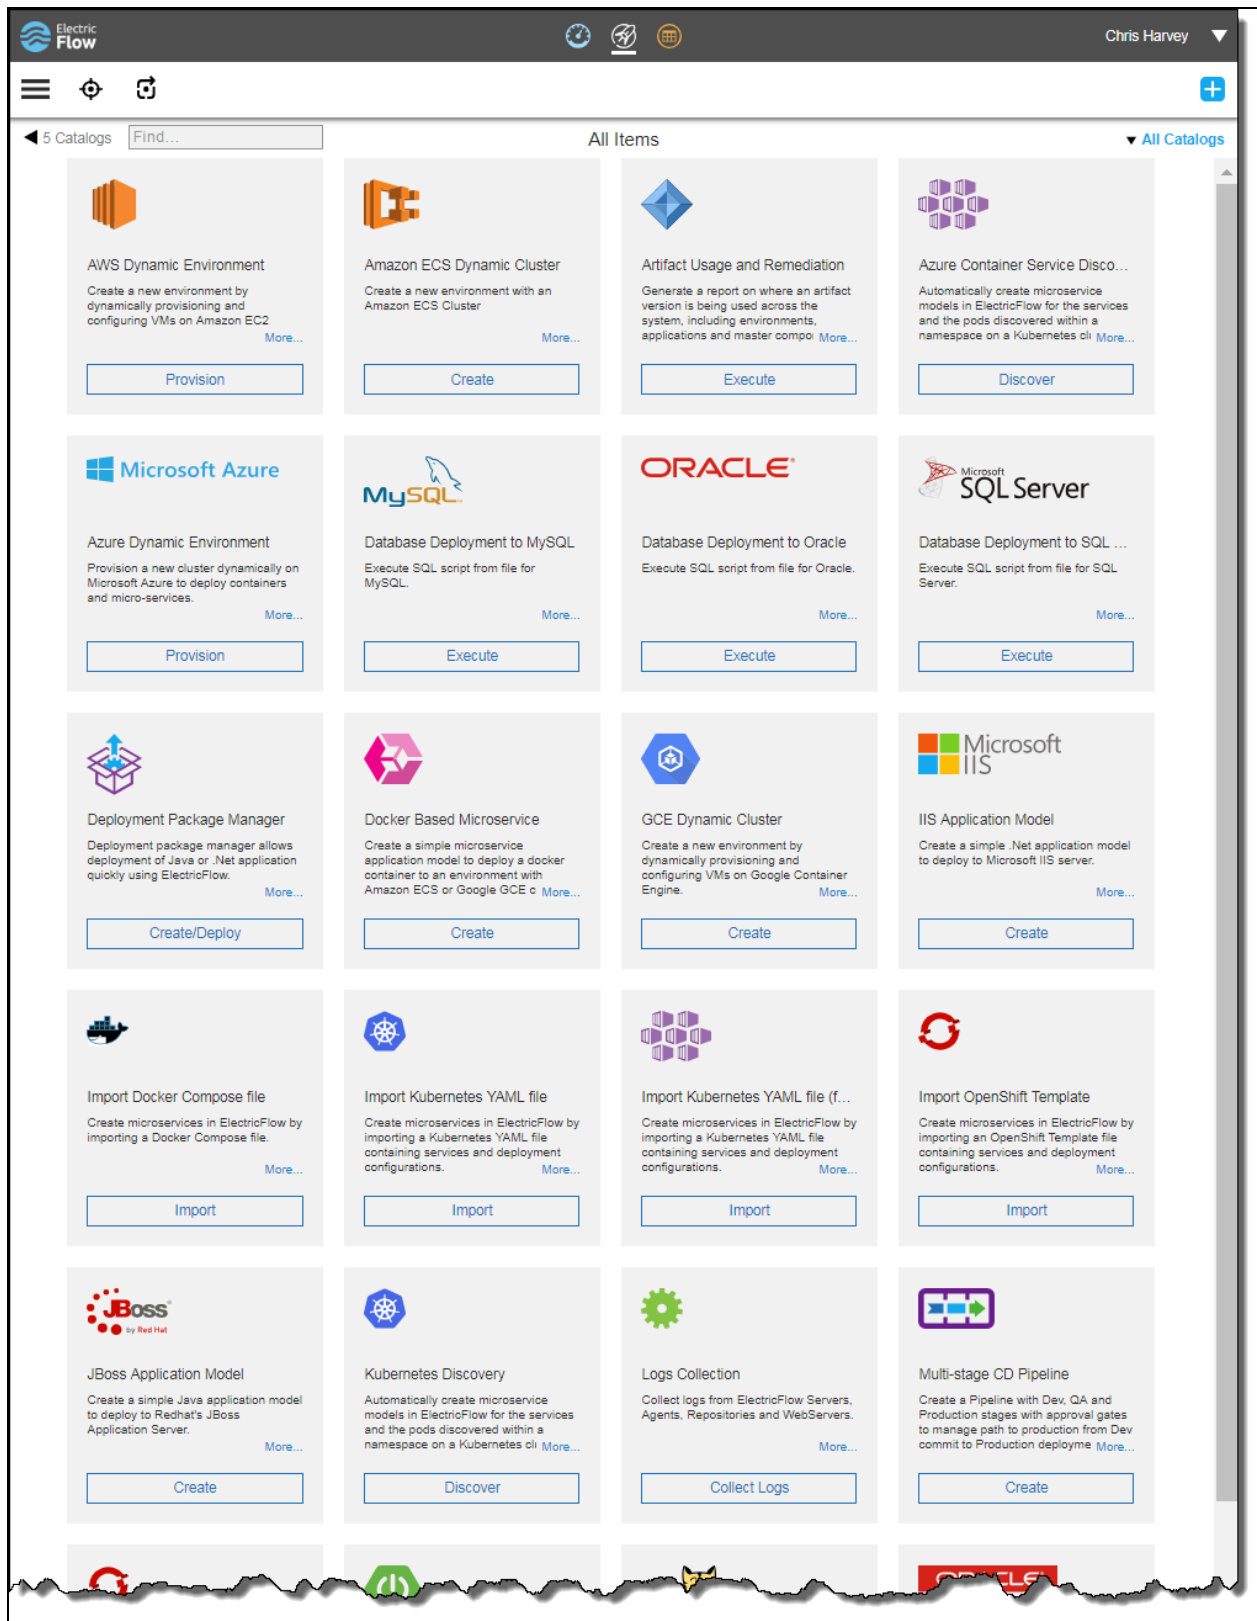 Electric
Flow
Chris Harvey
5 Catalogs
Find...
All Items
All Catalogs
AWS Dynamic Environment
Create a new environment by
dynamically provisioning and
configuring VMs on Amazon EC2
More...
Provision
Amazon ECS Dynamic Cluster
Create a new environment with an
Amazon ECS Cluster
More...
Create
Artifact Usage and Remediation
Generate a report on where an artifact
version is being used across the
system, including environments,
applications and master compo More...
Execute
Azure Container Service Disco...
Automatically create microservice
models in ElectricFlow for the services
and the pods discovered within a
namespace on a Kubernetes clu More...
Discover
Microsoft Azure
Azure Dynamic Environment
Provision a new cluster dynamically on
Microsoft Azure to deploy containers
and micro-services.
More...
Provision
MySQL
Database Deployment to MySQL
Execute SQL script from file for
MySQL.
More...
Execute
ORACLE
Database Deployment to Oracle
Execute SQL script from file for Oracle.
More...
Execute
Microsoft
SQL Server
Database Deployment to SQL ...
Execute SQL script from file for SQL
Server.
More...
Execute
Deployment Package Manager
Deployment package manager allows
deployment of Java or .Net application
quickly using ElectricFlow.
More...
Create/Deploy
Docker Based Microservice
Create a simple microservice
application model to deploy a docker
container to an environment with
Amazon ECS or Google GCE c More...
Create
GCE Dynamic Cluster
Create a new environment by
dynamically provisioning and
configuring VMs on Google Container
Engine. More...
Create
Microsoft
IIS
IIS Application Model
Create a simple .Net application model
to deploy to Microsoft IIS server.
More...
Create
Import Docker Compose file
Create microservices in ElectricFlow by
importing a Docker Compose file.
More...
Import
Import Kubernetes YAML file
Create microservices in ElectricFlow by
importing a Kubernetes YAML file
containing services and deployment
configurations. More...
Import
Import Kubernetes YAML file (f...
Create microservices in ElectricFlow by
importing a Kubernetes YAML file
containing services and deployment
configurations. More...
Import
Import OpenShift Template
Create microservices in ElectricFlow by
importing an OpenShift Template file
containing services and deployment
configurations. More...
Import
JBoss
by Red Hat
JBoss Application Model
Create a simple Java application model
to deploy to Redhat's JBoss
Application Server.
More...
Create
Kubernetes Discovery
Automatically create microservice
models in ElectricFlow for the services
and the pods discovered within a
namespace on a Kubernetes clu More...
Discover
Logs Collection
Collect logs from ElectricFlow Servers,
Agents, Repositories and WebServers.
More...
Collect Logs
Multi-stage CD Pipeline
Create a Pipeline with Dev, QA and
Production stages with approval gates
to manage path to production from Dev
commit to Production deployme More...
Create
ORACLE